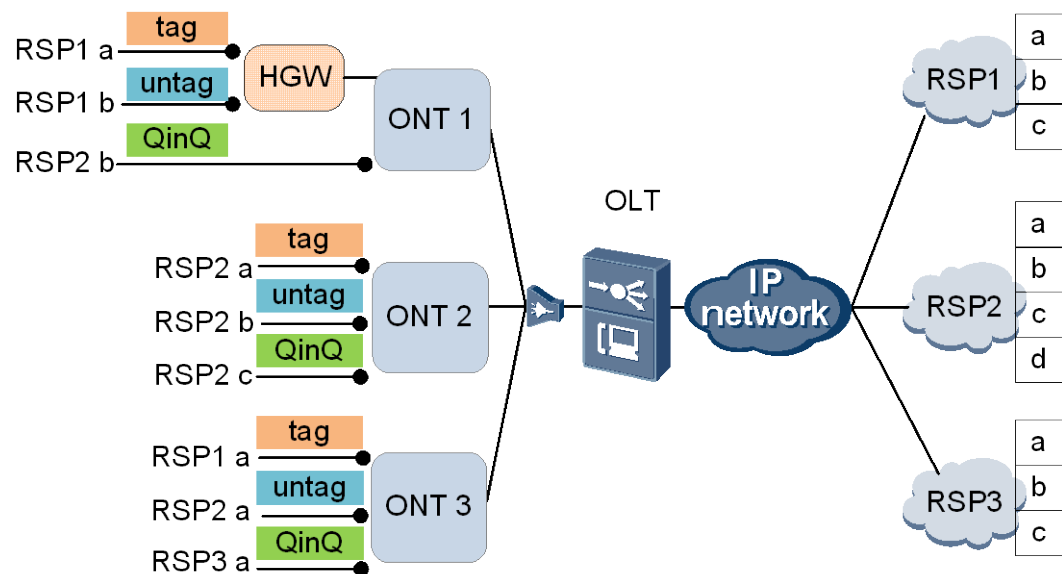 tag
RSP1 a
HGW
untag
RSP1 b
ONT 1
QinQ
RSP2 b
tag
RSP2 a
untag
RSP2 b
ONT 2
QinQ
RSP2 c
tag
RSP1 a
untag
RSP2 a
ONT 3
QinQ
RSP3 a
OLT
IP
network
RSP1
a
b
c
RSP2
a
b
c
d
RSP3
a
b
c